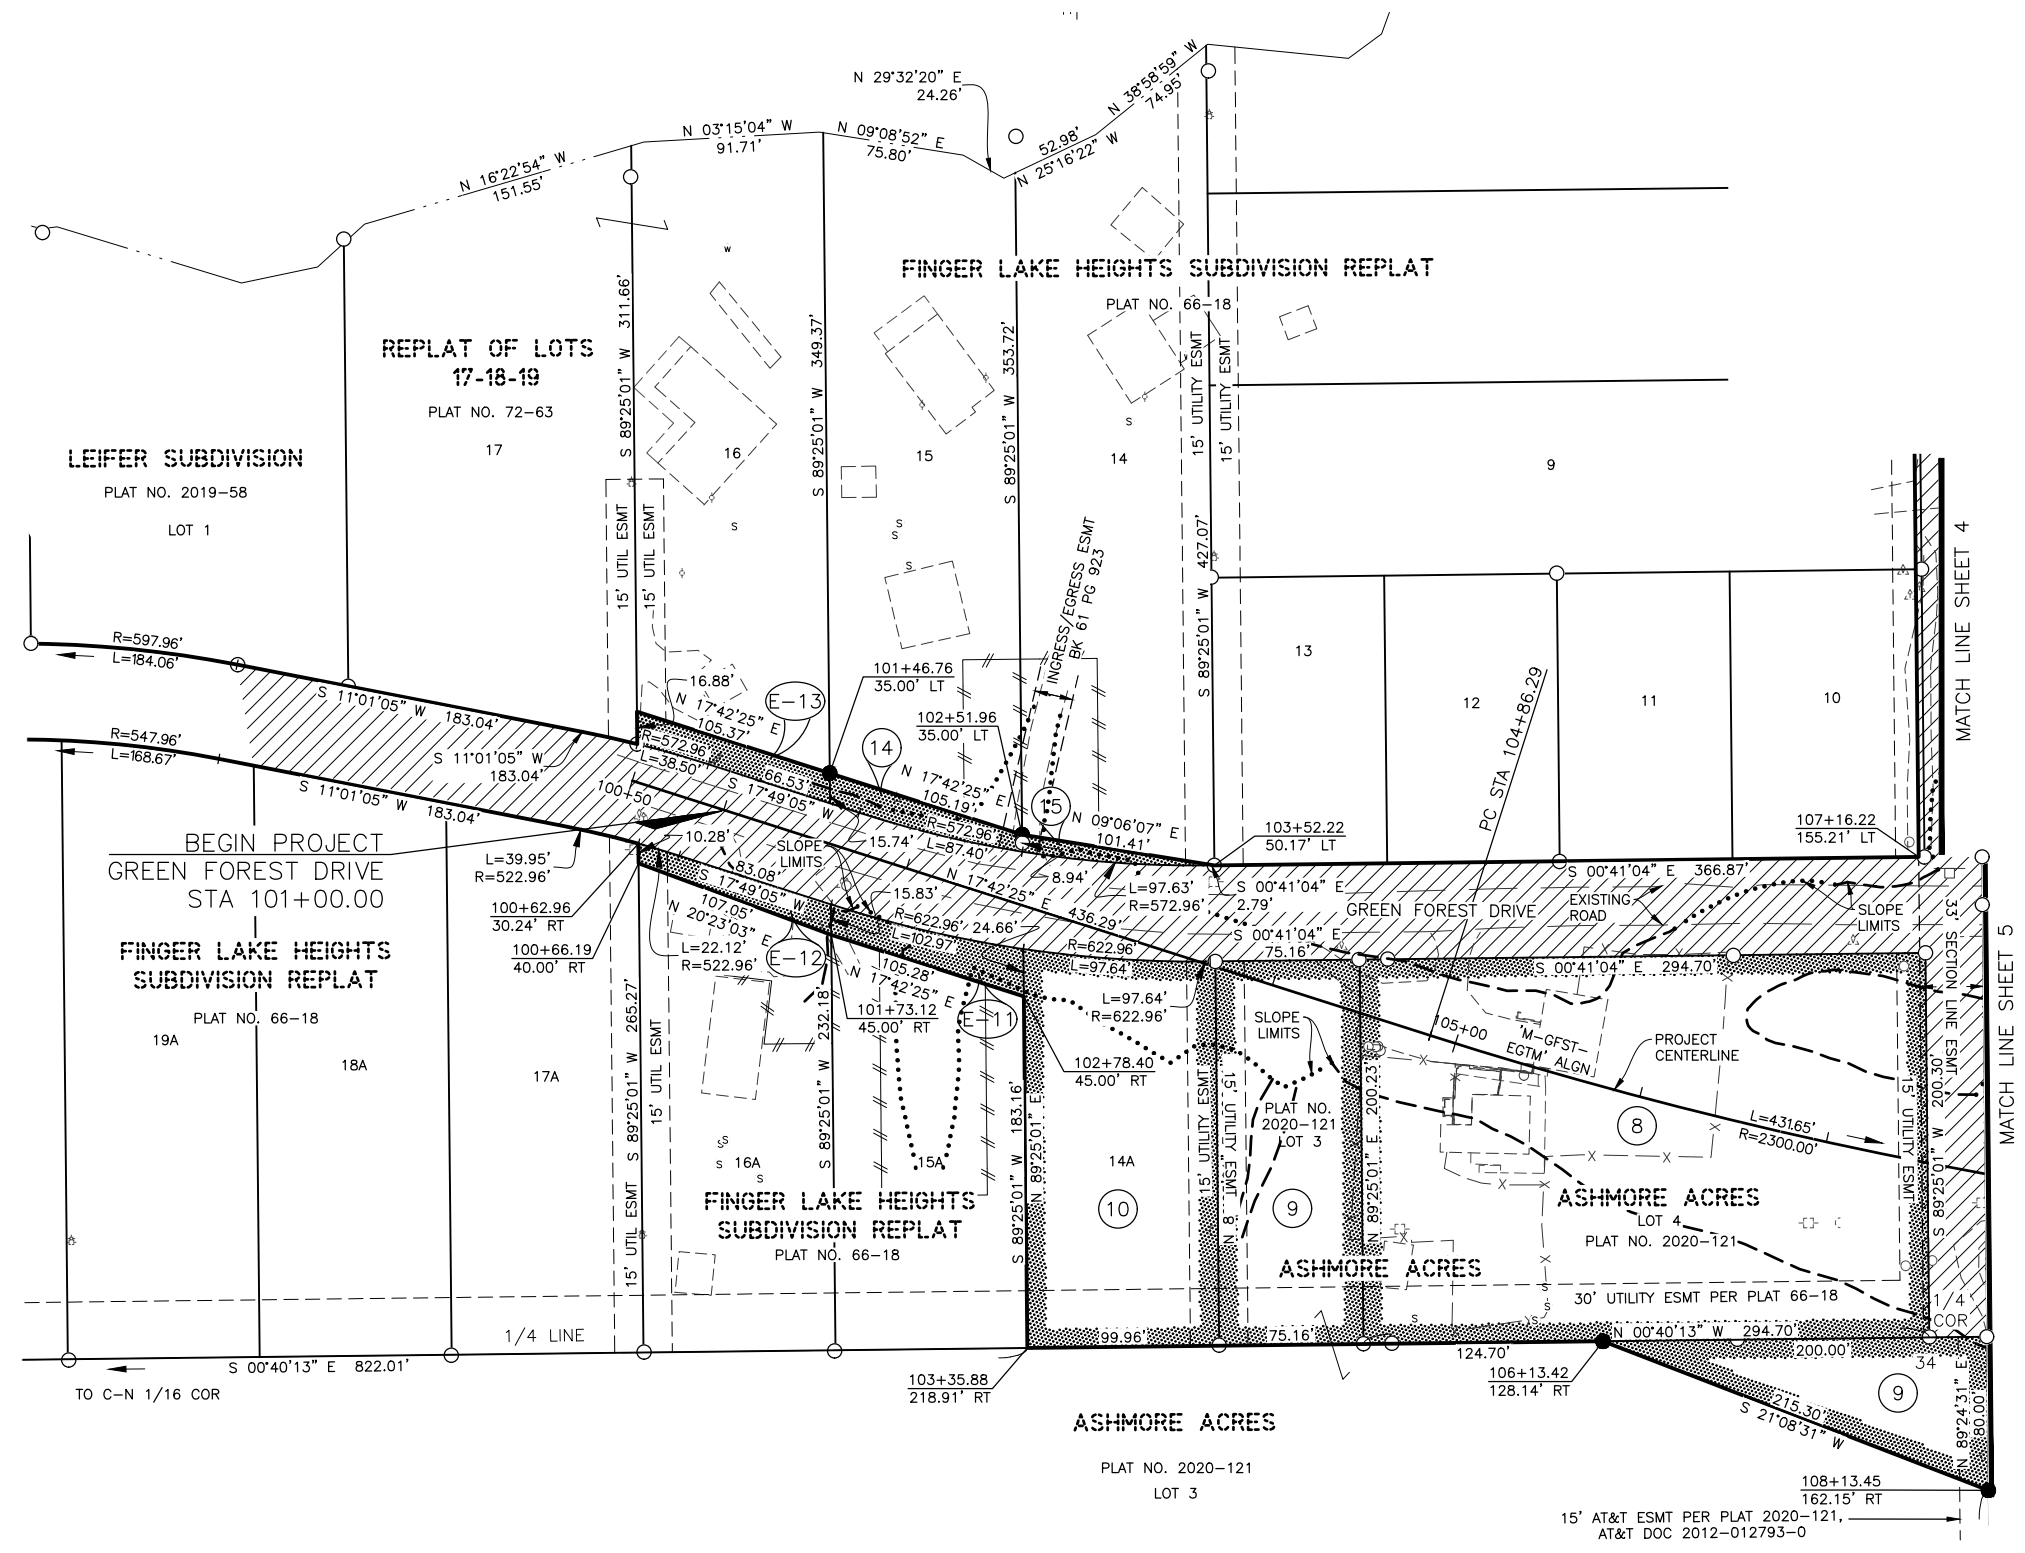 N 29°32'20" E
24.26'
N 38°58'59" W
74.95'
52.98'
N 25°16'22" W
N 03°15'04" W
91.71'
N 09°08'52" E
75.80'
N 16°22'54" W
151.55'
W
FINGER LAKE HEIGHTS SUBDIVISION REPLAT
PLAT NO. 66-18
REPLAT OF LOTS
17-18-19
PLAT NO. 72-63
17
LEIFER SUBDIVISION
PLAT NO. 2019-58
LOT 1
S 89°25'01" W 311.66'
S 89°25'01" W 349.37'
S 89°25'01" W 353.72'
15' UTILITY ESMT
15' UTILITY ESMT
S 89°25'01" W 427.07'
16
15
14
9
S
S
S
S
S
15' UTIL ESMT
15' UTIL ESMT
INGRESS/EGRESS ESMT
BK 61 PG 923
MATCH LINE SHEET 4
13
12
11
10
R=597.96'
L=184.06'
R=547.96'
L=168.67'
S 11°01'05" W 183.04'
S 11°01'05" W
183.04'
S 11°01'05" W 183.04'
16.88'
N 17°42'25" E
105.37'
E-13
101+46.76
35.00' LT
102+51.96
35.00' LT
14
R=572.96
L=38.50'
66.53'
S 17°49'05" W
N 17°42'25" E
105.19'
15
R=572.96'
L=87.40'
N 09°06'07" E
101.41'
103+52.22
50.17' LT
PC STA 104+86.29
107+16.22
155.21' LT
100+50
BEGIN PROJECT
GREEN FOREST DRIVE
STA 101+00.00
10.28'
SLOPE
LIMITS
15.74'
83.08'
S 17°49'05" W
107.05'
N 20°23'03" E
15.83'
N 17°42'25" E 436.29'
8.94'
L=97.63'
R=572.96'
S 00°41'04" E
2.79'
S 00°41'04" E 366.87'
GREEN FOREST DRIVE
EXISTING
ROAD
SLOPE
LIMITS
L=39.95'
R=522.96'
100+62.96
30.24' RT
100+66.19
40.00' RT
L=22.12'
R=522.96'
E-12
R=622.96'
L=102.97'
24.66'
R=622.96'
L=97.64'
S 00°41'04" E
75.16'
S 00°41'04" E 294.70'
105.28'
N 17°42'25" E
101+73.12
45.00' RT
E-11
L=97.64'
R=622.96'
102+78.40
45.00' RT
SLOPE
LIMITS
105+00
'M-GFST-
EGTM' ALGN
PROJECT
CENTERLINE
33' SECTION LINE ESMT
MATCH LINE SHEET 5
FINGER LAKE HEIGHTS
SUBDIVISION REPLAT
PLAT NO. 66-18
19A
18A
17A
S 89°25'01" W 265.27'
15' UTIL ESMT
15' UTIL ESMT
S 89°25'01" W 232.18'
S
S
S
S
16A
15A
14A
S 89°25'01" W 183.16'
N 89°25'01" E
15' UTILITY ESMT
15' UTILITY ESMT
PLAT NO.
2020-121
LOT 3
N 89°25'01" E 200.23'
8
L=431.65'
R=2300.00'
15' UTILITY ESMT
S 89°25'01" W 200.30'
10
9
FINGER LAKE HEIGHTS
SUBDIVISION REPLAT
PLAT NO. 66-18
ASHMORE ACRES
LOT 4
PLAT NO. 2020-121
ASHMORE ACRES
30' UTILITY ESMT PER PLAT 66-18
S
S
S
S
1/4
COR
34
1/4 LINE
99.96'
75.16'
124.70'
N 00°40'13" W 294.70'
200.00'
S 00°40'13" E 822.01'
TO C-N 1/16 COR
103+35.88
218.91' RT
106+13.42
128.14' RT
9
215.30'
S 21°08'31" W
N 89°24'31" E
80.00'
ASHMORE ACRES
PLAT NO. 2020-121
LOT 3
108+13.45
162.15' RT
15' AT&T ESMT PER PLAT 2020-121,
AT&T DOC 2012-012793-0